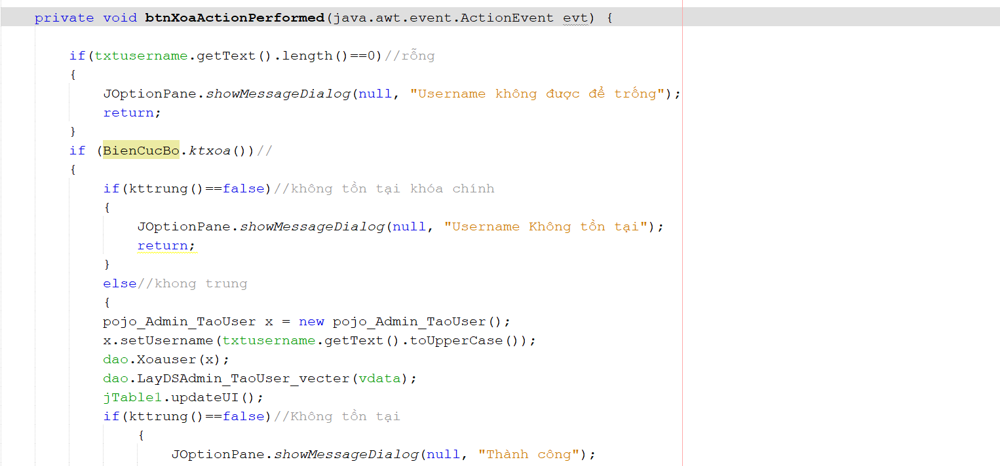 private void btnXoaActionPerformed(java.awt.event.ActionEvent evt) {
if(txtusername.getText().length()==0)//rỗng
{
JOptionPane.showMessageDialog(null, "Username không được để trống");
return;
}
if (BienCucBo.ktxoa())//
{
if(kttrung()==false)//không tồn tại khóa chính
{
JOptionPane.showMessageDialog(null, "Username Không tồn tại");
return;
}
else//khong trung
{
pojo_Admin_TaoUser x = new pojo_Admin_TaoUser();
x.setUsername(txtusername.getText().toUpperCase());
dao.Xoauser(x);
dao.LayDSAdmin_TaoUser_vecter(vdata);
jTable1.updateUI();
if(kttrung()==false)//Không tồn tại
{
JOptionPane.showMessageDialog(null, "Thành công");